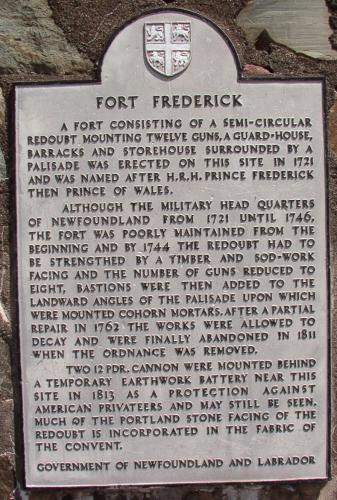 FORT FREDERICK
A FORT CONSISTING OF A SEMI-CIRCULAR
REDOUBT MOUNTING TWELVE GUNS, A GUARD-HOUSE,
BARRACKS AND STOREHOUSE SURROUNDED BY A
PALISADE WAS ERECTED ON THIS SITE IN 1721
AND WAS NAMED AFTER H.R.H. PRINCE FREDERICK
THEN PRINCE OF WALES.
ALTHOUGH THE MILITARY HEAD QUARTERS
OF NEWFOUNDLAND FROM 1721 UNTIL 1746,
THE FORT WAS POORLY MAINTAINED FROM THE
BEGINNING AND BY 1744 THE REDOUBT HAD TO
BE STRENGTHED BY A TIMBER AND SOD-WORK
FACING AND THE NUMBER OF GUNS REDUCED TO
EIGHT, BASTIONS WERE THEN ADDED TO THE
LANDWARD ANGLES OF THE PALISADE UPON WHICH
WERE MOUNTED COHORN MORTARS. AFTER A PARTIAL
REPAIR IN 1762 THE WORKS WERE ALLOWED TO
DECAY AND WERE FINALLY ABANDONED IN 1811
WHEN THE ORDNANCE WAS REMOVED.
TWO 12 PDR. CANNON WERE MOUNTED BEHIND
A TEMPORARY EARTHWORK BATTERY NEAR THIS
SITE IN 1813 AS A PROTECTION AGAINST
AMERICAN PRIVATEERS AND MAY STILL BE SEEN.
MUCH OF THE PORTLAND STONE FACING OF THE
REDOUBT IS INCORPORATED IN THE FABRIC OF
THE CONVENT.
GOVERNMENT OF NEWFOUNDLAND AND LABRADOR